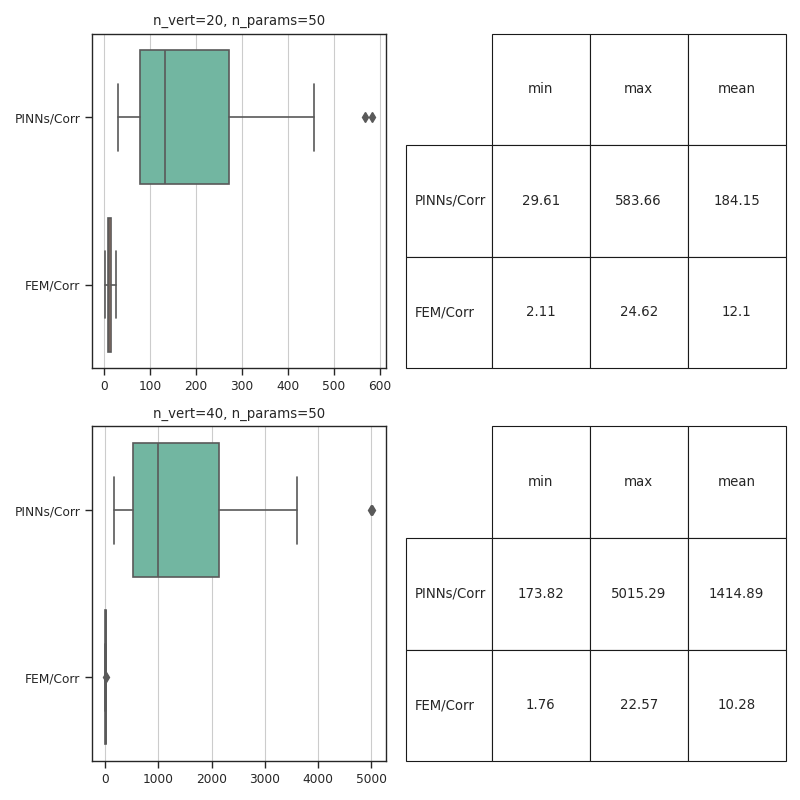 n_vert=20, n_params=50
PINNs/Corr
FEM/Corr
0 100 200 300 400 500 600
min max mean
PINNs/Corr 29.61 583.66 184.15
FEM/Corr 2.11 24.62 12.1
n_vert=40, n_params=50
PINNs/Corr
FEM/Corr
0 1000 2000 3000 4000 5000
min max mean
PINNs/Corr 173.82 5015.29 1414.89
FEM/Corr 1.76 22.57 10.28